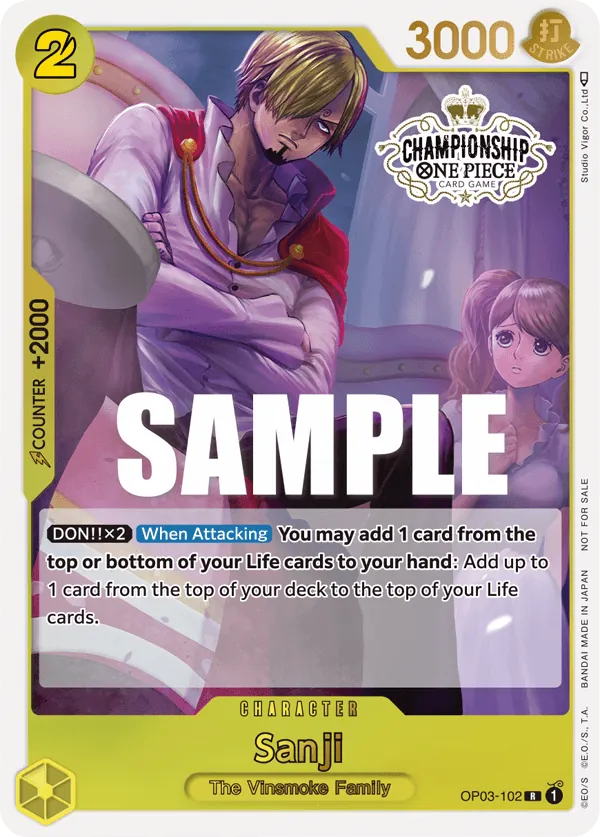 2
3000
打
STRIKE
CHAMPIONSHIP
ONE PIECE
CARD GAME
Studio Vigor Co.,Ltd
COUNTER +2000
SAMPLE
DON!!×2 When Attacking You may add 1 card from the
top or bottom of your Life cards to your hand: Add up to
1 card from the top of your deck to the top of your Life
cards.
CHARACTER
Sanji
The Vinsmoke Family
OP03-102 R 1
©E.O/S ©E.O./S., T.A. BANDAI MADE IN JAPAN NOT FOR SALE